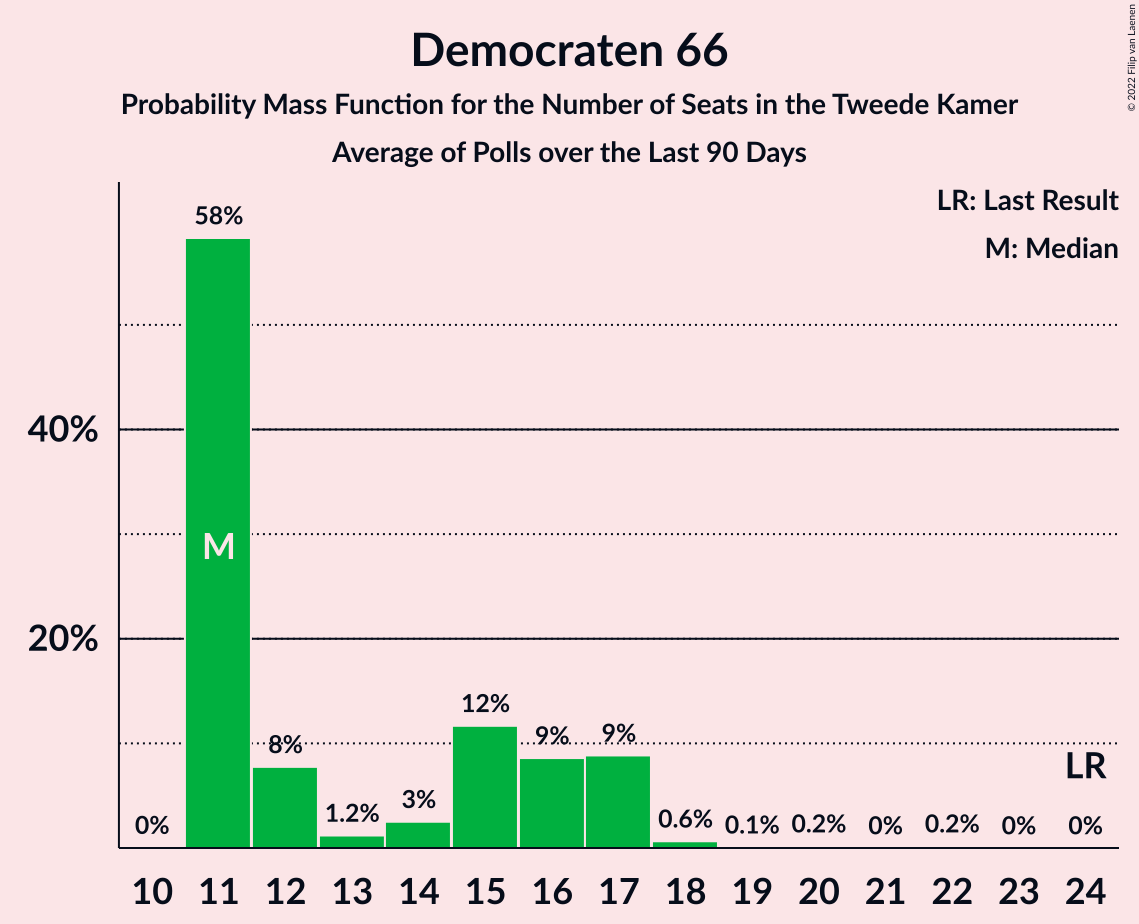 Democraten 66
Probability Mass Function for the Number of Seats in the Tweede Kamer
Average of Polls over the Last 90 Days
© 2022 Filip van Laenen
LR: Last Result
M: Median
58%
40%
M
20%
12%
9%
9%
8%
LR
3%
1.2%
0.6%
0%
0.1%
0.2%
0%
0.2%
0%
0%
10 11 12 13 14 15 16 17 18 19 20 21 22 23 24